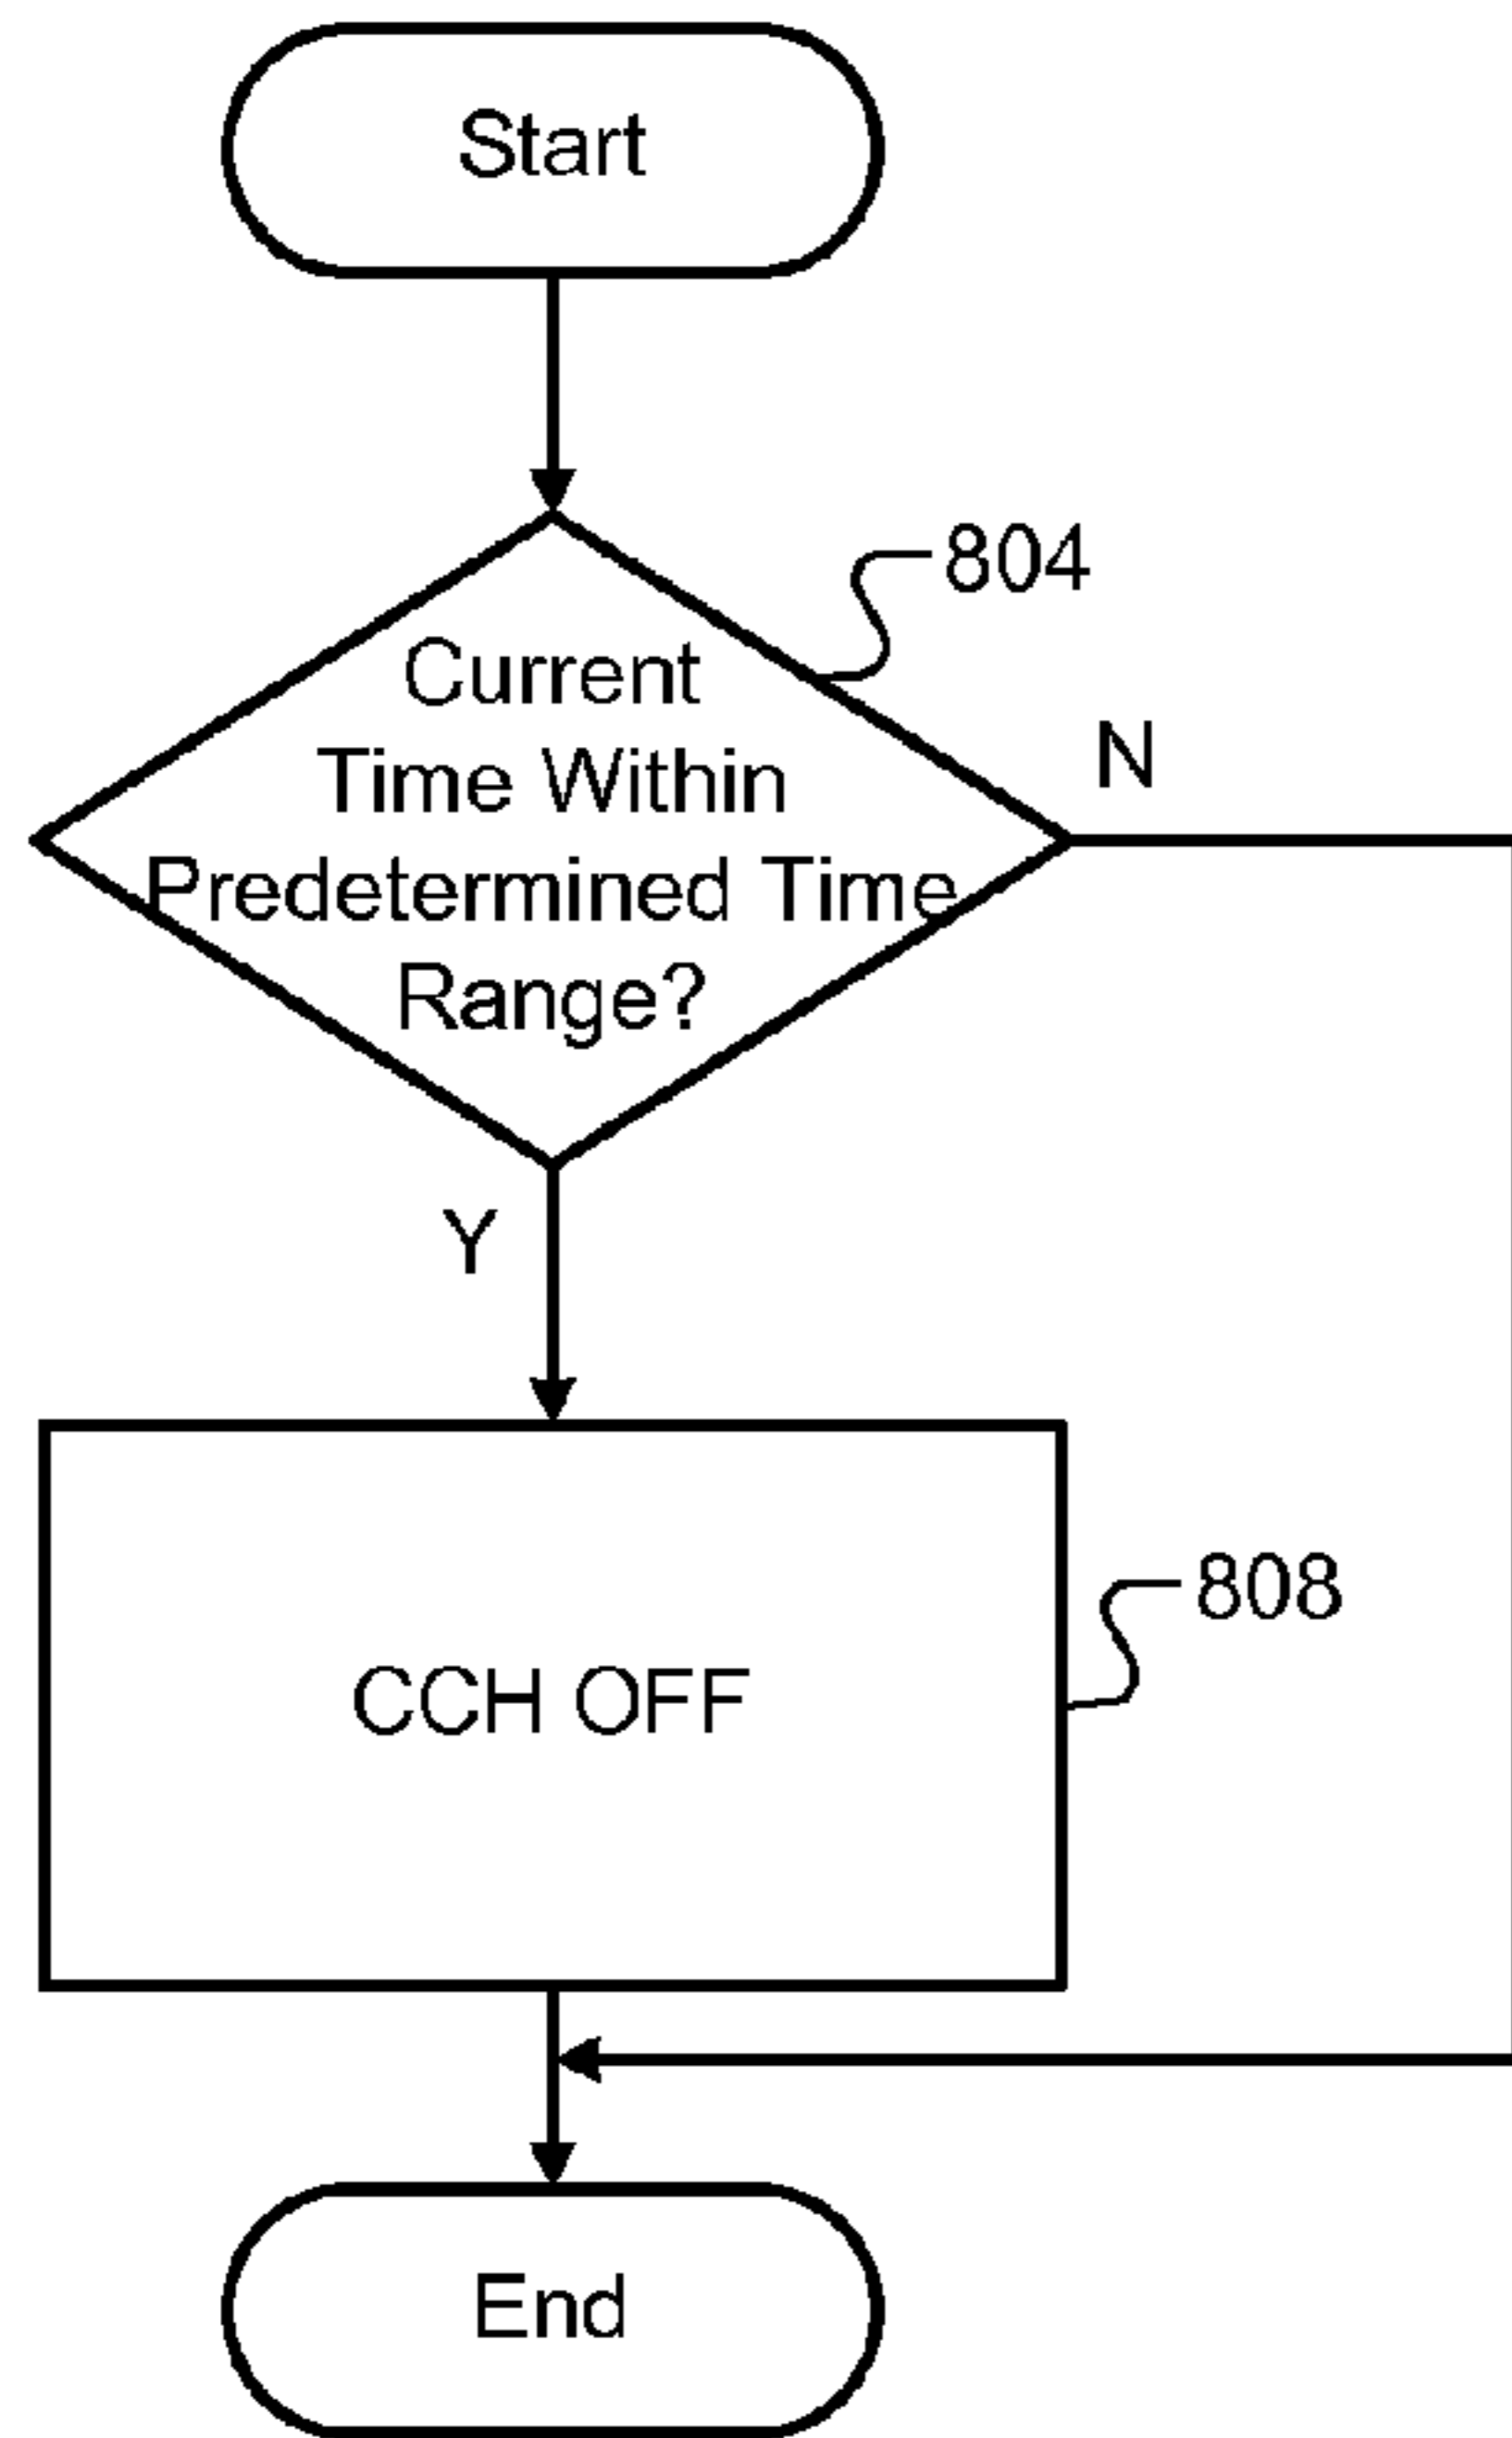 Start
804
Current
Time Within
Predetermined Time
Range?
N
Y
808
CCH OFF
End